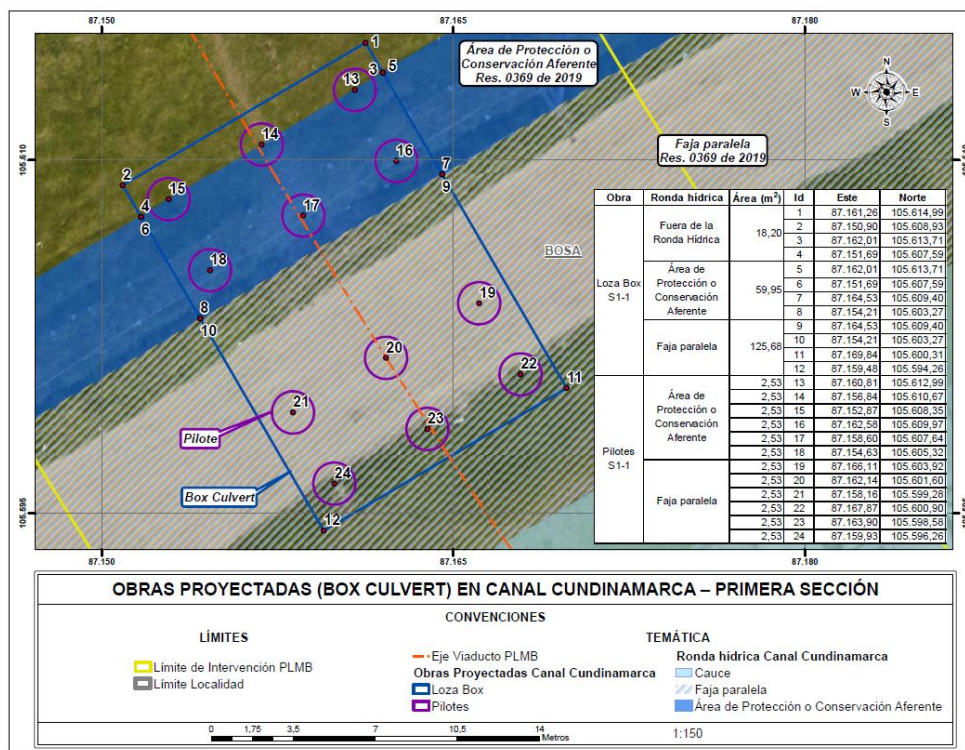 87.150 87.165 87.180
Área de Protección o
Conservación Aferente
Res. 0369 de 2019
N
W E
S
1
3 5
13
14
16
7
9
2
15
4
6
17
18
8
10
19
20
22
11
21
23
24
12
Faja paralela
Res. 0369 de 2019
105.610
105.610
BOSA
Pilote
Box Culvert
105.595
105.595
87.150 87.165 87.180
Obra Ronda hídrica Área (m²) Id Este Norte
Loza Box S1-1 Fuera de la Ronda Hídrica 18,20 1 87.161,26 105.614,99
2 87.150,90 105.608,93
3 87.162,01 105.613,71
4 87.151,69 105.607,59
Área de Protección o Conservación Aferente 59,95 5 87.162,01 105.613,71
6 87.151,69 105.607,59
7 87.164,53 105.609,40
8 87.154,21 105.603,27
Faja paralela 125,68 9 87.164,53 105.609,40
10 87.154,21 105.603,27
11 87.169,84 105.600,31
12 87.159,48 105.594,26
Pilotes S1-1 Área de Protección o Conservación Aferente 2,53 13 87.160,81 105.612,99
2,53 14 87.156,84 105.610,67
2,53 15 87.152,87 105.608,35
2,53 16 87.162,58 105.609,97
2,53 17 87.158,60 105.607,64
2,53 18 87.154,63 105.605,32
Faja paralela 2,53 19 87.166,11 105.603,92
2,53 20 87.162,14 105.601,60
2,53 21 87.158,16 105.599,28
2,53 22 87.167,87 105.600,90
2,53 23 87.163,90 105.598,58
2,53 24 87.159,93 105.596,26
OBRAS PROYECTADAS (BOX CULVERT) EN CANAL CUNDINAMARCA – PRIMERA SECCIÓN
CONVENCIONES
LÍMITES
Límite de Intervención PLMB
Límite Localidad
TEMÁTICA
Eje Viaducto PLMB
Obras Proyectadas Canal Cundinamarca
Loza Box
Pilotes
Ronda hídrica Canal Cundinamarca
Cauce
Faja paralela
Área de Protección o Conservación Aferente
0 1,75 3,5 7 10,5 14
Metros
1:150